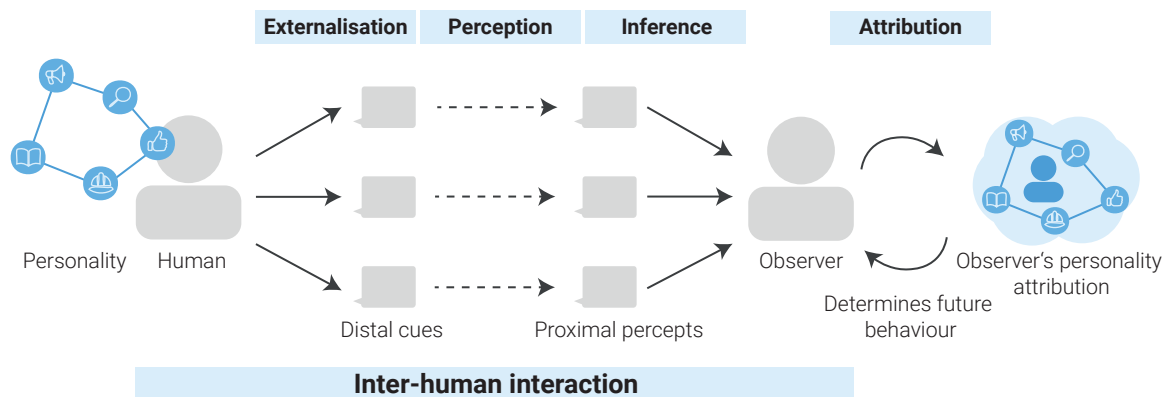 Externalisation
Perception
Inference
Attribution
Personality
Human
Distal cues
Proximal percepts
Observer
Determines future
behaviour
Observer‘s personality
attribution
Inter-human interaction